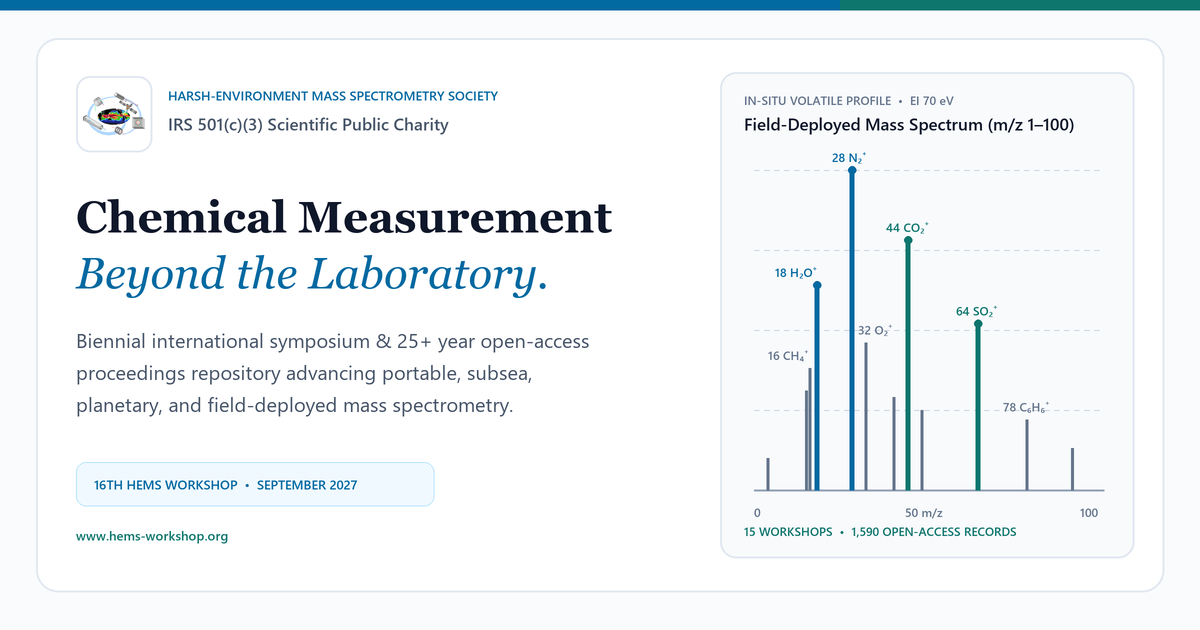 HARSH-ENVIRONMENT MASS SPECTROMETRY SOCIETY
IRS 501(c)(3) Scientific Public Charity
Chemical Measurement
Beyond the Laboratory.
Biennial international symposium & 25+ year open-access
proceedings repository advancing portable, subsea,
planetary, and field-deployed mass spectrometry.
16TH HEMS WORKSHOP • SEPTEMBER 2027
www.hems-workshop.org
IN-SITU VOLATILE PROFILE • EI 70 eV
Field-Deployed Mass Spectrum (m/z 1–100)
28 N₂⁺
44 CO₂⁺
18 H₂O⁺
64 SO₂⁺
32 O₂⁺
16 CH₄⁺
78 C₆H₆⁺
0
50 m/z
100
15 WORKSHOPS • 1,590 OPEN-ACCESS RECORDS